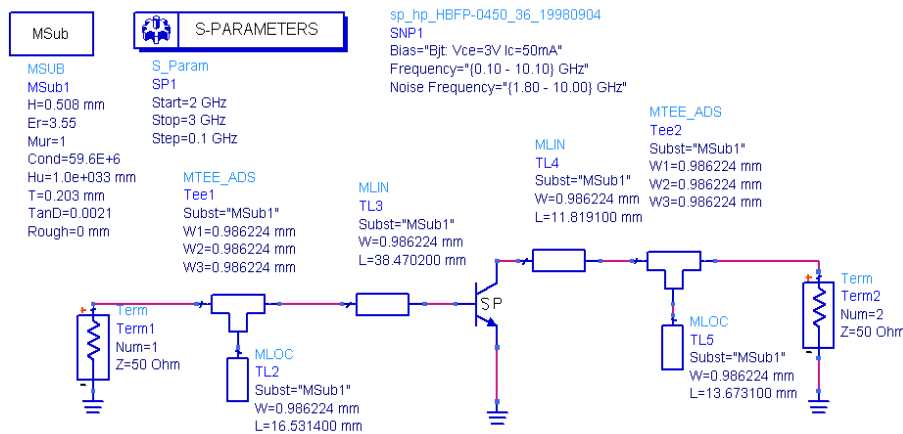 MSub
MSUB
MSub1
H=0.508 mm
Er=3.55
Mur=1
Cond=59.6E+6
Hu=1.0e+033 mm
T=0.203 mm
TanD=0.0021
Rough=0 mm
S-PARAMETERS
S_Param
SP1
Start=2 GHz
Stop=3 GHz
Step=0.1 GHz
sp_hp_HBFP-0450_36_19980904
SNP1
Bias="Bjt: Vce=3V Ic=50mA"
Frequency="{0.10 - 10.10} GHz"
Noise Frequency="{1.80 - 10.00} GHz"
MTEE_ADS
Tee1
Subst="MSub1"
W1=0.986224 mm
W2=0.986224 mm
W3=0.986224 mm
MLIN
TL3
Subst="MSub1"
W=0.986224 mm
L=38.470200 mm
MLIN
TL4
Subst="MSub1"
W=0.986224 mm
L=11.819100 mm
MTEE_ADS
Tee2
Subst="MSub1"
W1=0.986224 mm
W2=0.986224 mm
W3=0.986224 mm
+
Term
Term1
Num=1
Z=50 Ohm
-
MLOC
TL2
Subst="MSub1"
W=0.986224 mm
L=16.531400 mm
SP
MLOC
TL5
Subst="MSub1"
W=0.986224 mm
L=13.673100 mm
+
Term
Term2
Num=2
Z=50 Ohm
-